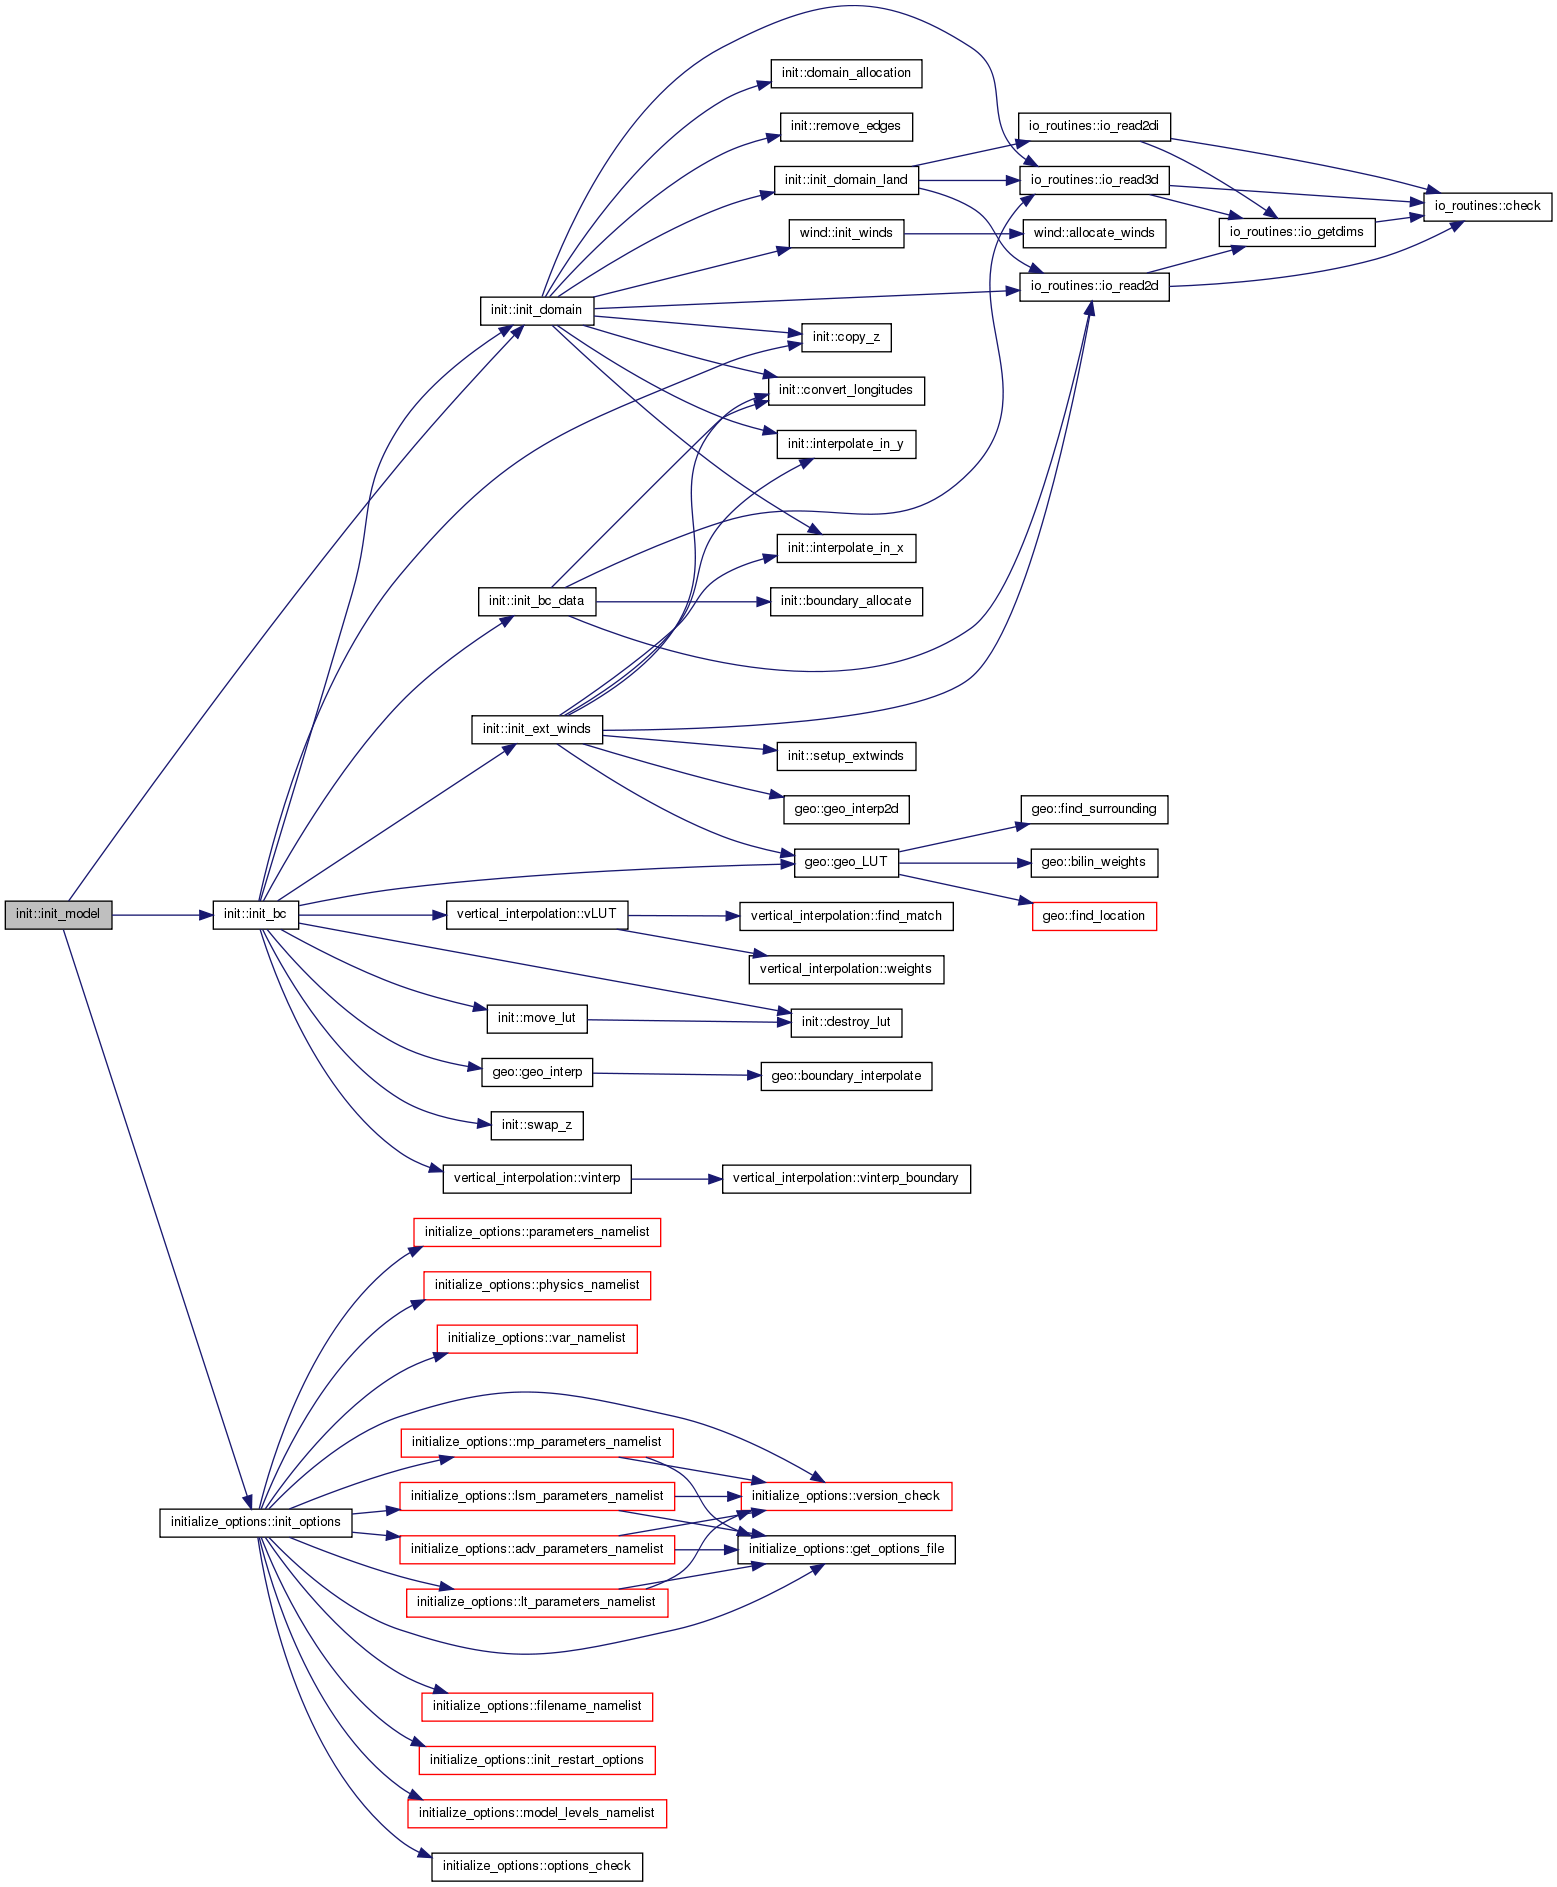 init::domain_allocation
init::remove_edges
io_routines::io_read2di
init::init_domain_land
io_routines::io_read3d
io_routines::check
wind::init_winds
wind::allocate_winds
io_routines::io_getdims
io_routines::io_read2d
init::init_domain
init::copy_z
init::convert_longitudes
init::interpolate_in_y
init::interpolate_in_x
init::init_bc_data
init::boundary_allocate
init::init_ext_winds
init::setup_extwinds
geo::geo_interp2d
geo::find_surrounding
geo::geo_LUT
geo::bilin_weights
init::init_model
init::init_bc
vertical_interpolation::vLUT
vertical_interpolation::find_match
geo::find_location
vertical_interpolation::weights
init::move_lut
init::destroy_lut
geo::geo_interp
geo::boundary_interpolate
init::swap_z
vertical_interpolation::vinterp
vertical_interpolation::vinterp_boundary
initialize_options::parameters_namelist
initialize_options::physics_namelist
initialize_options::var_namelist
initialize_options::mp_parameters_namelist
initialize_options::lsm_parameters_namelist
initialize_options::version_check
initialize_options::init_options
initialize_options::adv_parameters_namelist
initialize_options::get_options_file
initialize_options::lt_parameters_namelist
initialize_options::filename_namelist
initialize_options::init_restart_options
initialize_options::model_levels_namelist
initialize_options::options_check